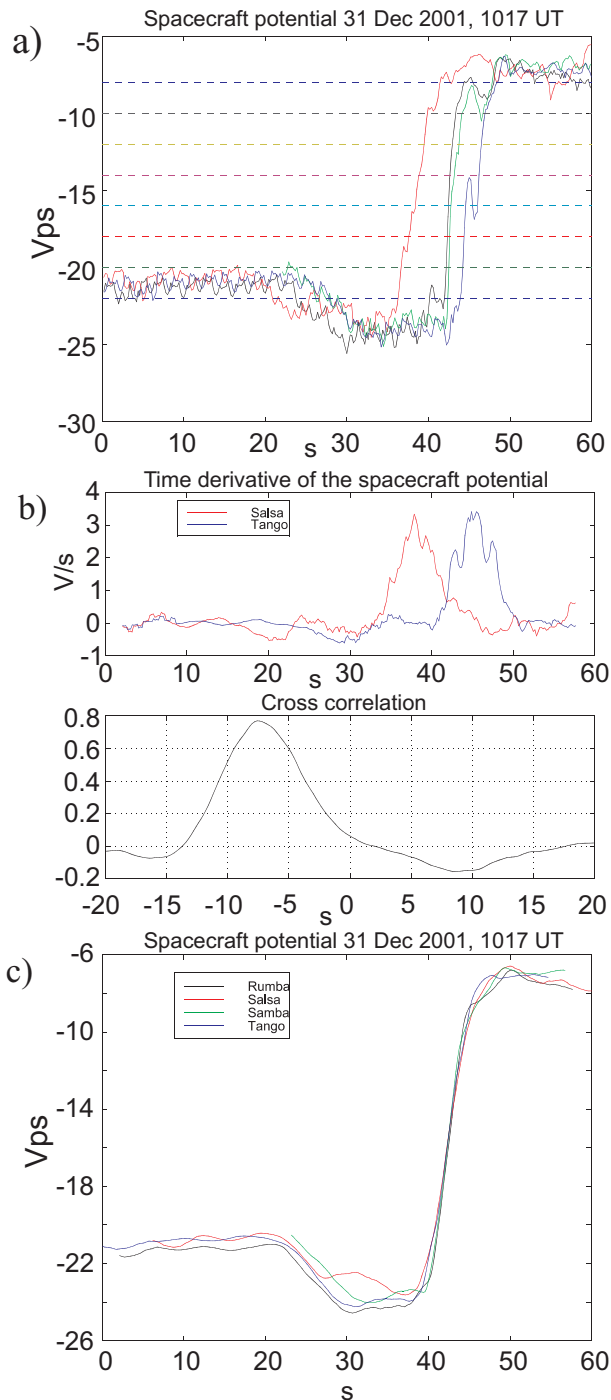 a)
Spacecraft potential 31 Dec 2001, 1017 UT
-5
-10
-15
-20
-25
-30
Vps
0 10 20 30 40 50 60
s
b)
Time derivative of the spacecraft potential
4
3
2
1
0
-1
V/s
Salsa
Tango
0 10 20 30 40 50 60
s
Cross correlation
0.8
0.6
0.4
0.2
0
-0.2
-20 -15 -10 -5 0 5 10 15 20
s
c)
Spacecraft potential 31 Dec 2001, 1017 UT
-6
-10
-14
-18
-22
-26
Vps
Rumba
Salsa
Samba
Tango
0 10 20 30 40 50 60
s